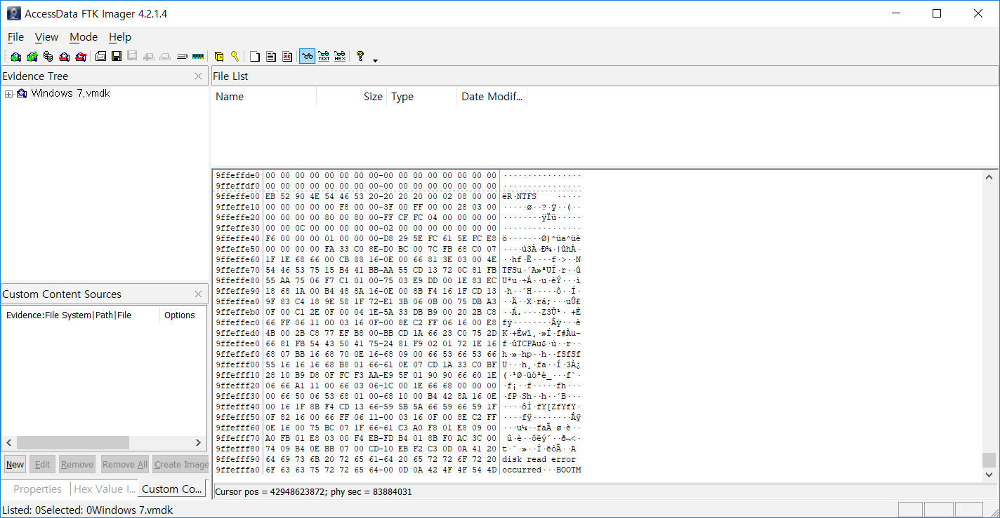 AccessData FTK Imager 4.2.1.4
File View Mode Help
Evidence Tree
Windows 7.vmdk
File List
Name Size Type Date Modif...
9ffeffde0 00 00 00 00 00 00 00 00-00 00 00 00 00 00 00 00 ················
9ffeffdf0 00 00 00 00 00 00 00 00-00 00 00 00 00 00 00 00 ················
9ffeffe00 EB 52 90 4E 54 46 53 20-20 20 20 00 02 08 00 00 ëR·NTFS    ·····
9ffeffe10 00 00 00 00 00 F8 00 00-3F 00 FF 00 00 28 03 00 ·····ø··?·ÿ··(··
9ffeffe20 00 00 00 00 80 00 80 00-FF CF FC 04 00 00 00 00 ········ÿÏü·····
9ffeffe30 00 00 0C 00 00 00 00 00-02 00 00 00 00 00 00 00 ················
9ffeffe40 F6 00 00 00 01 00 00 00-D8 29 5E FC 61 5E FC E8 ö·······Ø)^üa^üè
9ffeffe50 00 00 00 00 FA 33 C0 8E-D0 BC 00 7C FB 68 C0 07 ····ú3À·Ð¼·|ûhÀ·
9ffeffe60 1F 1E 68 66 00 CB 88 16-0E 00 66 81 3E 03 00 4E ··hf·Ë····f·>··N
9ffeffe70 54 46 53 75 15 B4 41 BB-AA 55 CD 13 72 0C 81 FB TFSu·´A»ªUÍ·r··û
9ffeffe80 55 AA 75 06 F7 C1 01 00-75 03 E9 DD 00 1E 83 EC Uªu·÷Á··u·éÝ···ì
9ffeffe90 18 68 1A 00 B4 48 8A 16-0E 00 8B F4 16 1F CD 13 ·h··´H·····ô··Í·
9ffeffea0 9F 83 C4 18 9E 58 1F 72-E1 3B 06 0B 00 75 DB A3 ··Ä··X·rá;···uÛ£
9ffeffeb0 0F 00 C1 2E 0F 00 04 1E-5A 33 DB B9 00 20 2B C8 ··Á.····Z3Û¹· +È
9ffeffec0 66 FF 06 11 00 03 16 0F-00 8E C2 FF 06 16 00 E8 fÿ········Âÿ···è
9ffeffed0 4B 00 2B C8 77 EF B8 00-BB CD 1A 66 23 C0 75 2D K·+Èwï¸·»Í·f#Àu-
9ffeffee0 66 81 FB 54 43 50 41 75-24 81 F9 02 01 72 1E 16 f·ûTCPAu$·ù··r··
9ffeffef0 68 07 BB 16 68 70 0E 16-68 09 00 66 53 66 53 66 h·»·hp··h··fSfSf
9ffefff00 55 16 16 16 68 B8 01 66-61 0E 07 CD 1A 33 C0 BF U···h¸·fa··Í·3À¿
9ffefff10 28 10 B9 D8 0F FC F3 AA-E9 5F 01 90 90 66 60 1E (·¹Ø·üóªé_···f`·
9ffefff20 06 66 A1 11 00 66 03 06-1C 00 1E 66 68 00 00 00 ·f¡··f·····fh···
9ffefff30 00 66 50 06 53 68 01 00-68 10 00 B4 42 8A 16 0E ·fP·Sh··h··´B···
9ffefff40 00 16 1F 8B F4 CD 13 66-59 5B 5A 66 59 66 59 1F ····ôÍ·fY[ZfYfY·
9ffefff50 0F 82 16 00 66 FF 06 11-00 03 16 0F 00 8E C2 FF ····fÿ········Âÿ
9ffefff60 0E 16 00 75 BC 07 1F 66-61 C3 A0 F8 01 E8 09 00 ···u¼··faÃ ø·è··
9ffefff70 A0 FB 01 E8 03 00 F4 EB-FD B4 01 8B F0 AC 3C 00  û·è··ôëý´··ð¬<·
9ffefff80 74 09 B4 0E BB 07 00 CD-10 EB F2 C3 0D 0A 41 20 t·´·»··Í·ëòÃ··A
9ffefff90 64 69 73 6B 20 72 65 61-64 20 65 72 72 6F 72 20 disk read error
9ffefffa0 6F 63 63 75 72 72 65 64-00 0D 0A 42 4F 4F 54 4D occurred···BOOTM
Cursor pos = 42948623872; phy sec = 83884031
Custom Content Sources
Evidence:File System|Path|File Options
New Edit Remove Remove All Create Image
Properties Hex Value I... Custom Co...
Listed: 0Selected: 0Windows 7.vmdk